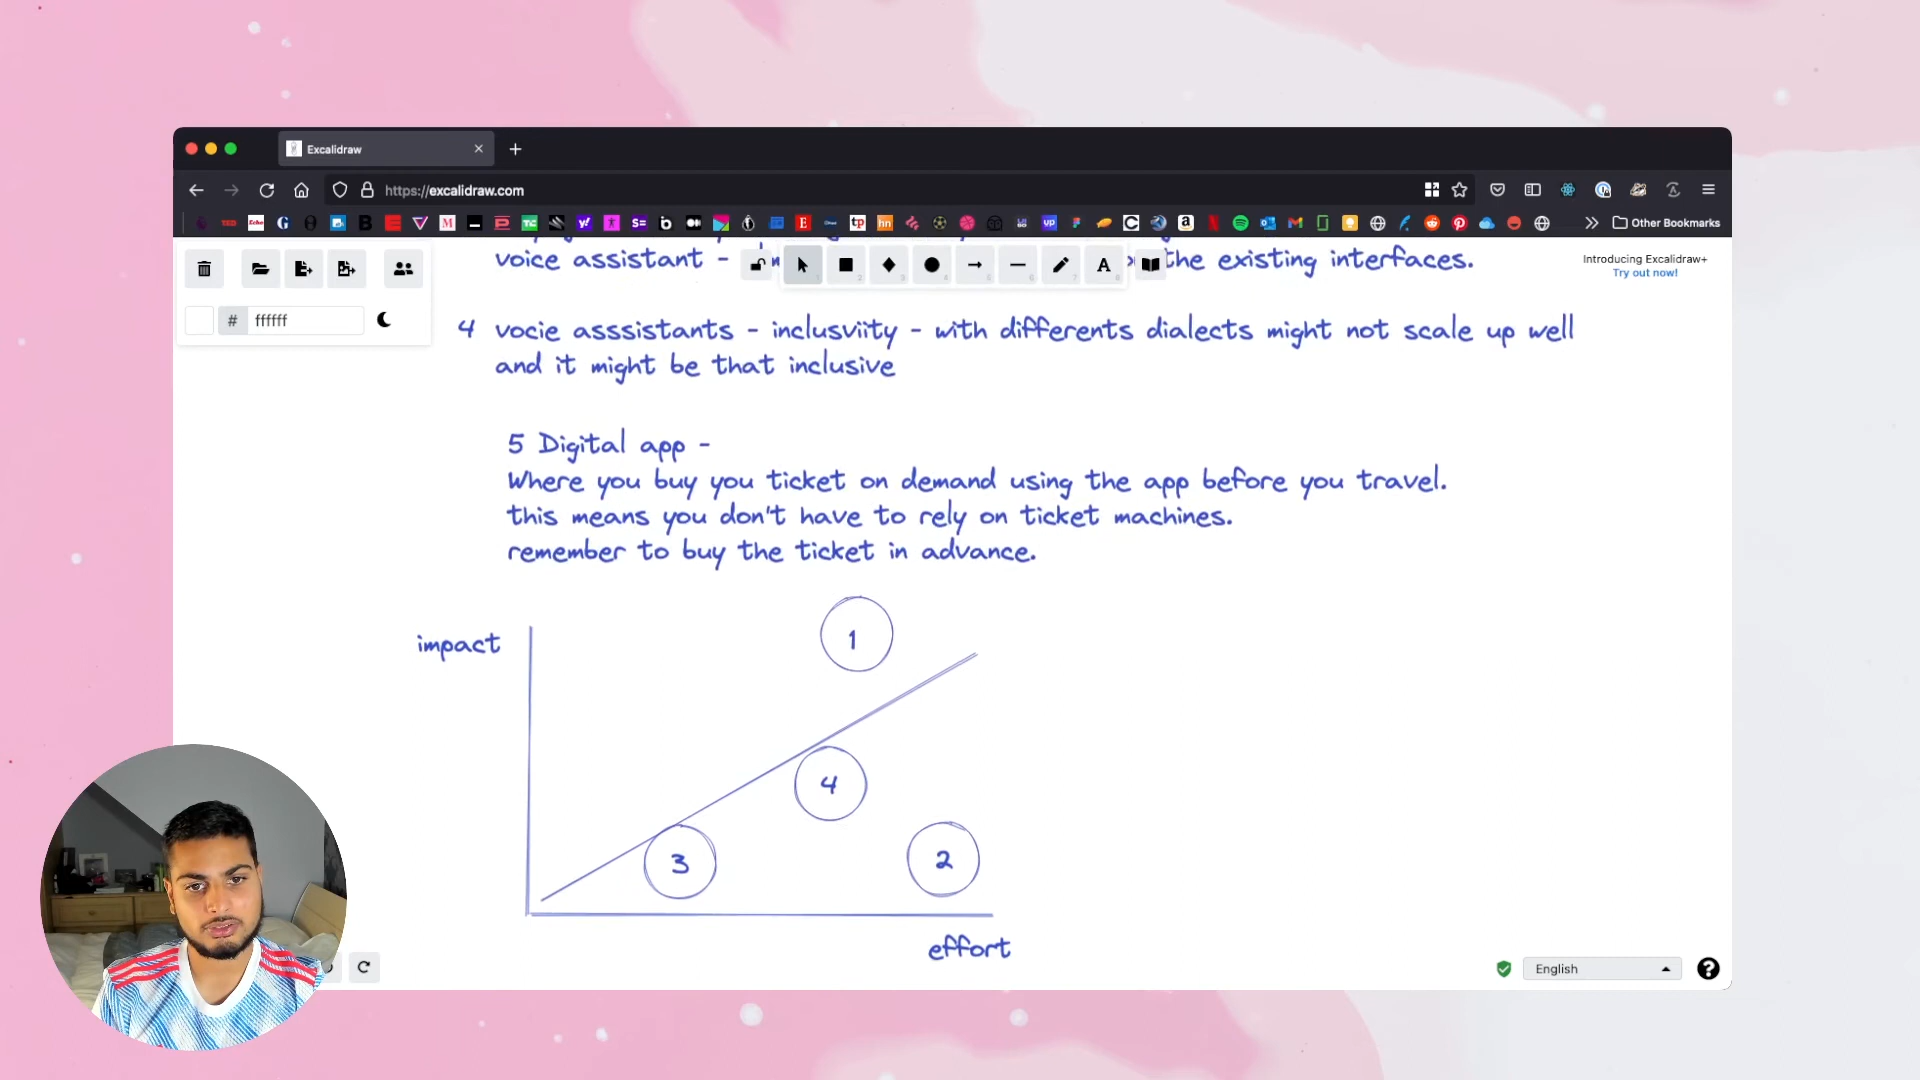 Excalidraw
https://excalidraw.com
Other Bookmarks
voice assistant -
the existing interfaces.
Introducing Excalidraw+
Try out now!
# ffffff
4 vocie asssistants - inclusviity - with differents dialects might not scale up well
and it might be that inclusive
5 Digital app -
Where you buy you ticket on demand using the app before you travel.
this means you don't have to rely on ticket machines.
remember to buy the ticket in advance.
impact
1
4
3
2
effort
English